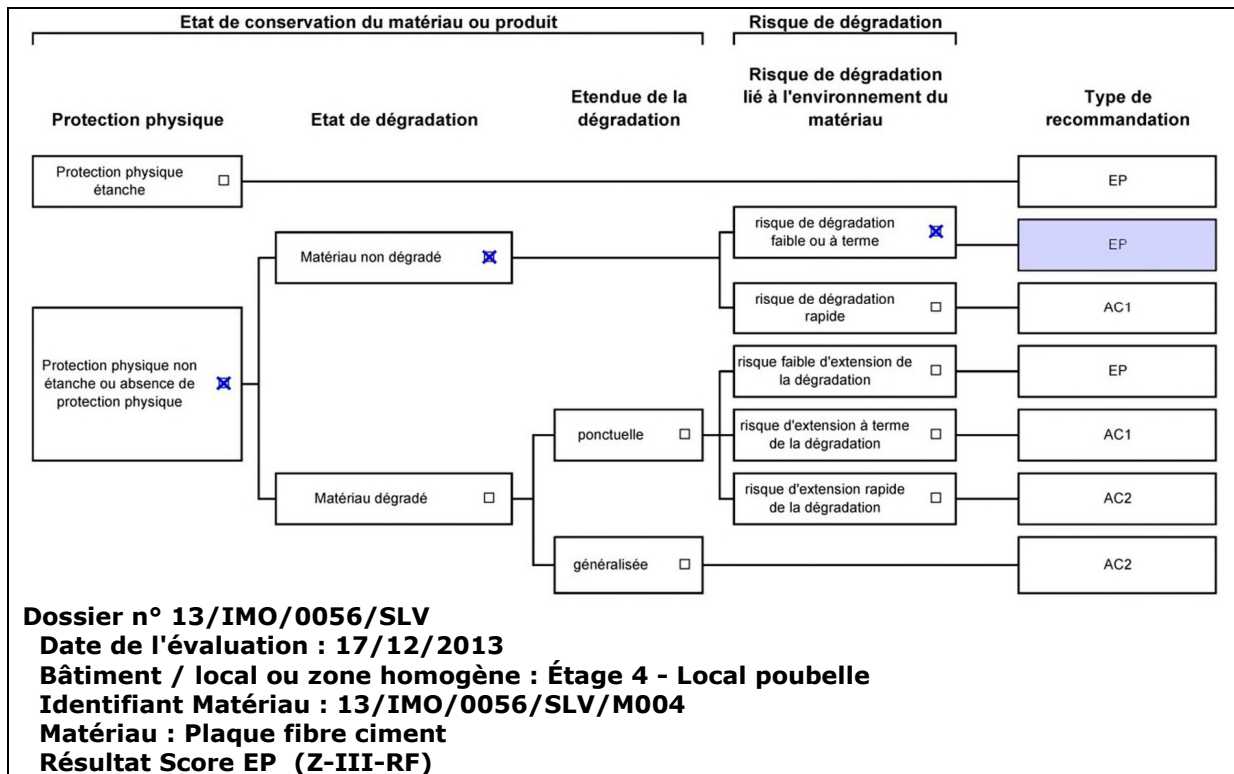 Etat de conservation du matériau ou produit
Risque de dégradation
Protection physique
Etat de dégradation
Etendue de la
dégradation
Risque de dégradation
lié à l'environnement du
matériau
Type de
recommandation
Protection physique
étanche
EP
risque de dégradation
faible ou à terme
EP
Matériau non dégradé
risque de dégradation
rapide
AC1
Protection physique non
étanche ou absence de
protection physique
risque faible d'extension de
la dégradation
EP
ponctuelle
risque d'extension à terme
de la dégradation
AC1
Matériau dégradé
risque d'extension rapide
de la dégradation
AC2
généralisée
AC2
Dossier n° 13/IMO/0056/SLV
Date de l'évaluation : 17/12/2013
Bâtiment / local ou zone homogène : Étage 4 - Local poubelle
Identifiant Matériau : 13/IMO/0056/SLV/M004
Matériau : Plaque fibre ciment
Résultat Score EP (Z-III-RF)